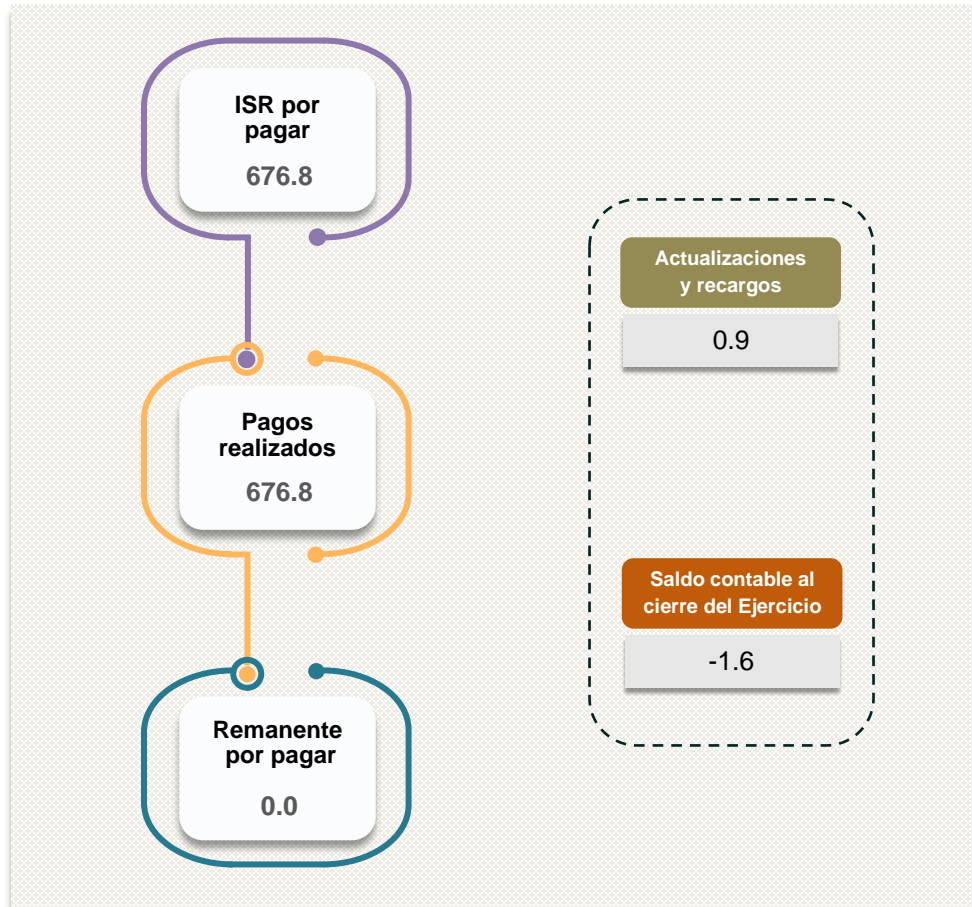 ISR por
pagar
676.8
Pagos
realizados
676.8
Remanente
por pagar
0.0
Actualizaciones
y recargos
0.9
Saldo contable al
cierre del Ejercicio
-1.6